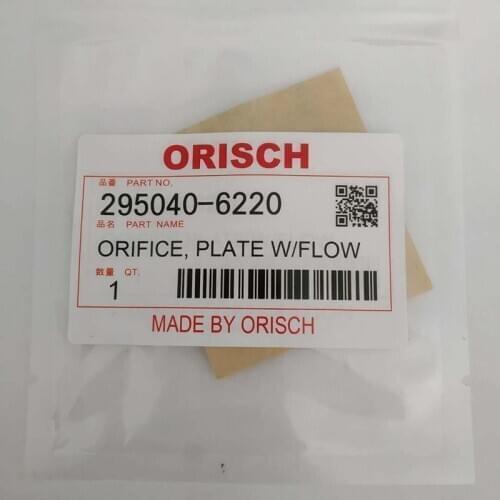 ORISCH
品番 PART NO.
295040-6220
品名 PART NAME
ORIFICE, PLATE W/FLOW
数量 QT.
1
MADE BY ORISCH